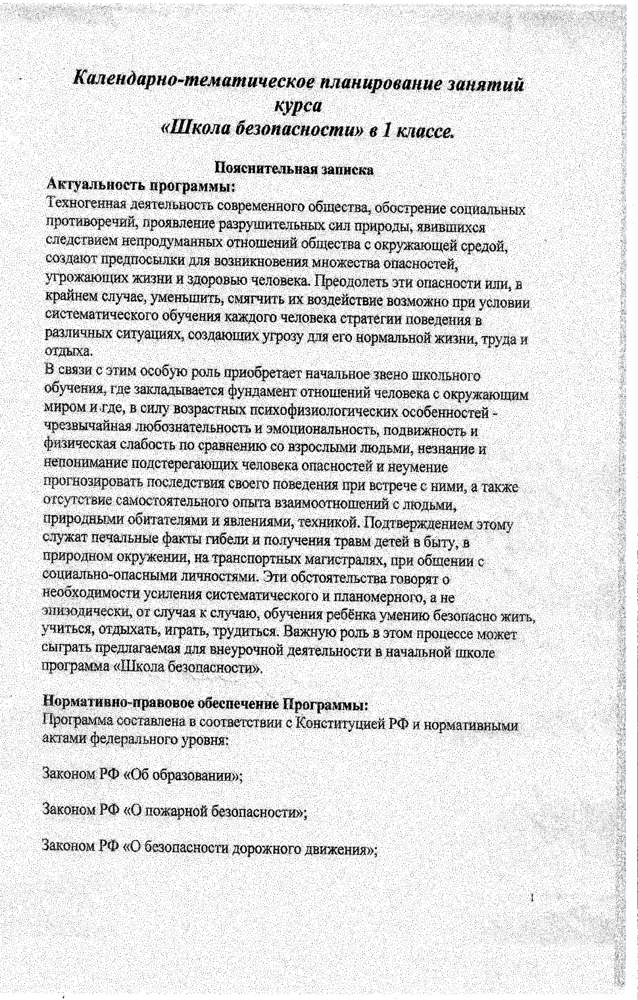 Календарно-тематическое планирование занятий
курса
«Школа безопасности» в 1 классе.
Пояснительная записка
Актуальность программы:
Техногенная деятельность современного общества, обострение социальных
противоречий, проявление разрушительных сил природы, явившихся
следствием непродуманных отношений общества с окружающей средой,
создают предпосылки для возникновения множества опасностей,
угрожающих жизни и здоровью человека. Преодолеть эти опасности или, в
крайнем случае, уменьшить, смягчить их воздействие возможно при условии
систематического обучения каждого человека стратегии поведения в
различных ситуациях, создающих угрозу для его нормальной жизни, труда и
отдыха.
В связи с этим особую роль приобретает начальное звено школьного
обучения, где закладывается фундамент отношений человека с окружающим
миром и где, в силу возрастных психофизиологических особенностей -
чрезвычайная любознательность и эмоциональность, подвижность и
физическая слабость по сравнению со взрослыми людьми, незнание и
непонимание подстерегающих человека опасностей и неумение
прогнозировать последствия своего поведения при встрече с ними, а также
отсутствие самостоятельного опыта взаимоотношений с людьми,
природными обитателями и явлениями, техникой. Подтверждением этому
служат печальные факты гибели и получения травм детей в быту, в
природном окружении, на транспортных магистралях, при общении с
социально-опасными личностями. Эти обстоятельства говорят о
необходимости усиления систематического и планомерного, а не
эпизодически, от случая к случаю, обучения ребёнка умению безопасно жить,
учиться, отдыхать, играть, трудиться. Важную роль в этом процессе может
сыграть предлагаемая для внеурочной деятельности в начальной школе
программа «Школа безопасности».
Нормативно-правовое обеспечение Программы:
Программа составлена в соответствии с Конституцией РФ и нормативными
актами федерального уровня:
Законом РФ «Об образовании»;
Законом РФ «О пожарной безопасности»;
Законом РФ «О безопасности дорожного движения»;
1